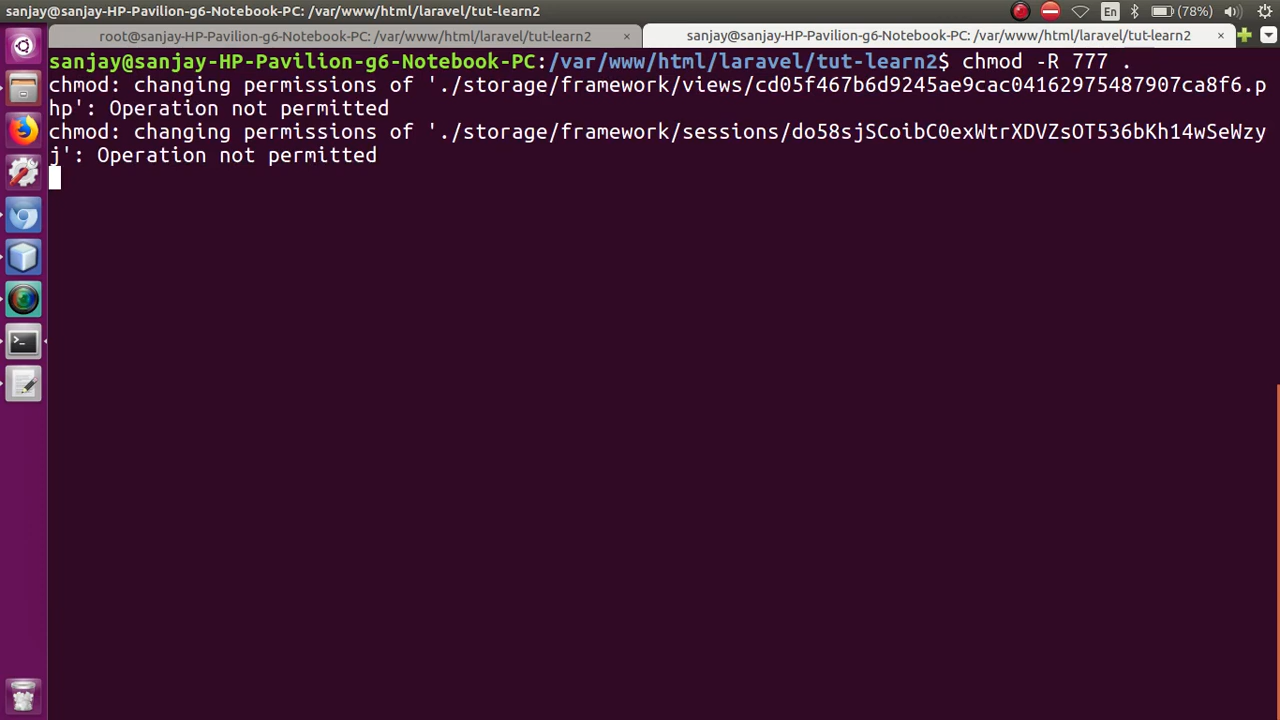 sanjay@sanjay-HP-Pavilion-g6-Notebook-PC: /var/www/html/laravel/tut-learn2
En
(78%)
root@sanjay-HP-Pavilion-g6-Notebook-PC: /var/www/html/laravel/tut-learn2 ×
sanjay@sanjay-HP-Pavilion-g6-Notebook-PC: /var/www/html/laravel/tut-learn2 ×
sanjay@sanjay-HP-Pavilion-g6-Notebook-PC:/var/www/html/laravel/tut-learn2$ chmod -R 777 .
chmod: changing permissions of './storage/framework/views/cd05f467b6d9245ae9cac04162975487907ca8f6.p
hp': Operation not permitted
chmod: changing permissions of './storage/framework/sessions/do58sjSCoibC0exWtrXDVZsOT536bKh14wSeWzy
j': Operation not permitted